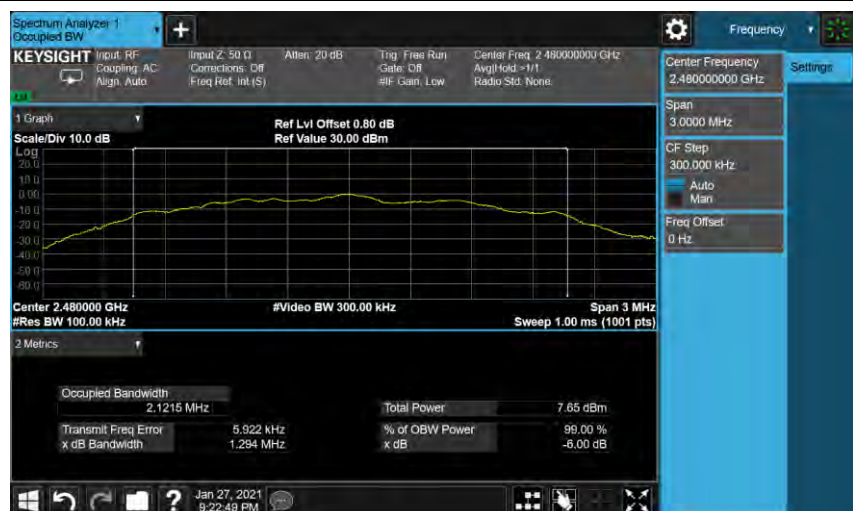 Spectrum Analyzer 1
Occupied BW
+
Frequency
KEYSIGHT Input: RF
Coupling: AC
Align: Auto
Input Z: 50 Ω
Corrections: Off
Freq Ref: Int (S)
Atten: 20 dB
Trig: Free Run
Gate: Off
#IF Gain: Low
Center Freq: 2.480000000 GHz
Avg|Hold: >1/1
Radio Std: None
Center Frequency
2.480000000 GHz
Settings
Span
3.0000 MHz
CF Step
300.000 kHz
Auto
Man
Freq Offset
0 Hz
1 Graph
Scale/Div 10.0 dB
Ref Lvl Offset 0.80 dB
Ref Value 30.00 dBm
Log
20.0
10.0
0.00
-10.0
-20.0
-30.0
-40.0
-50.0
-60.0
Center 2.480000 GHz
#Video BW 300.00 kHz
Span 3 MHz
#Res BW 100.00 kHz
Sweep 1.00 ms (1001 pts)
2 Metrics
Occupied Bandwidth
2.1215 MHz
Total Power 7.65 dBm
Transmit Freq Error 5.922 kHz
% of OBW Power 99.00 %
x dB Bandwidth 1.294 MHz
x dB -6.00 dB
?
Jan 27, 2021
9:22:49 PM